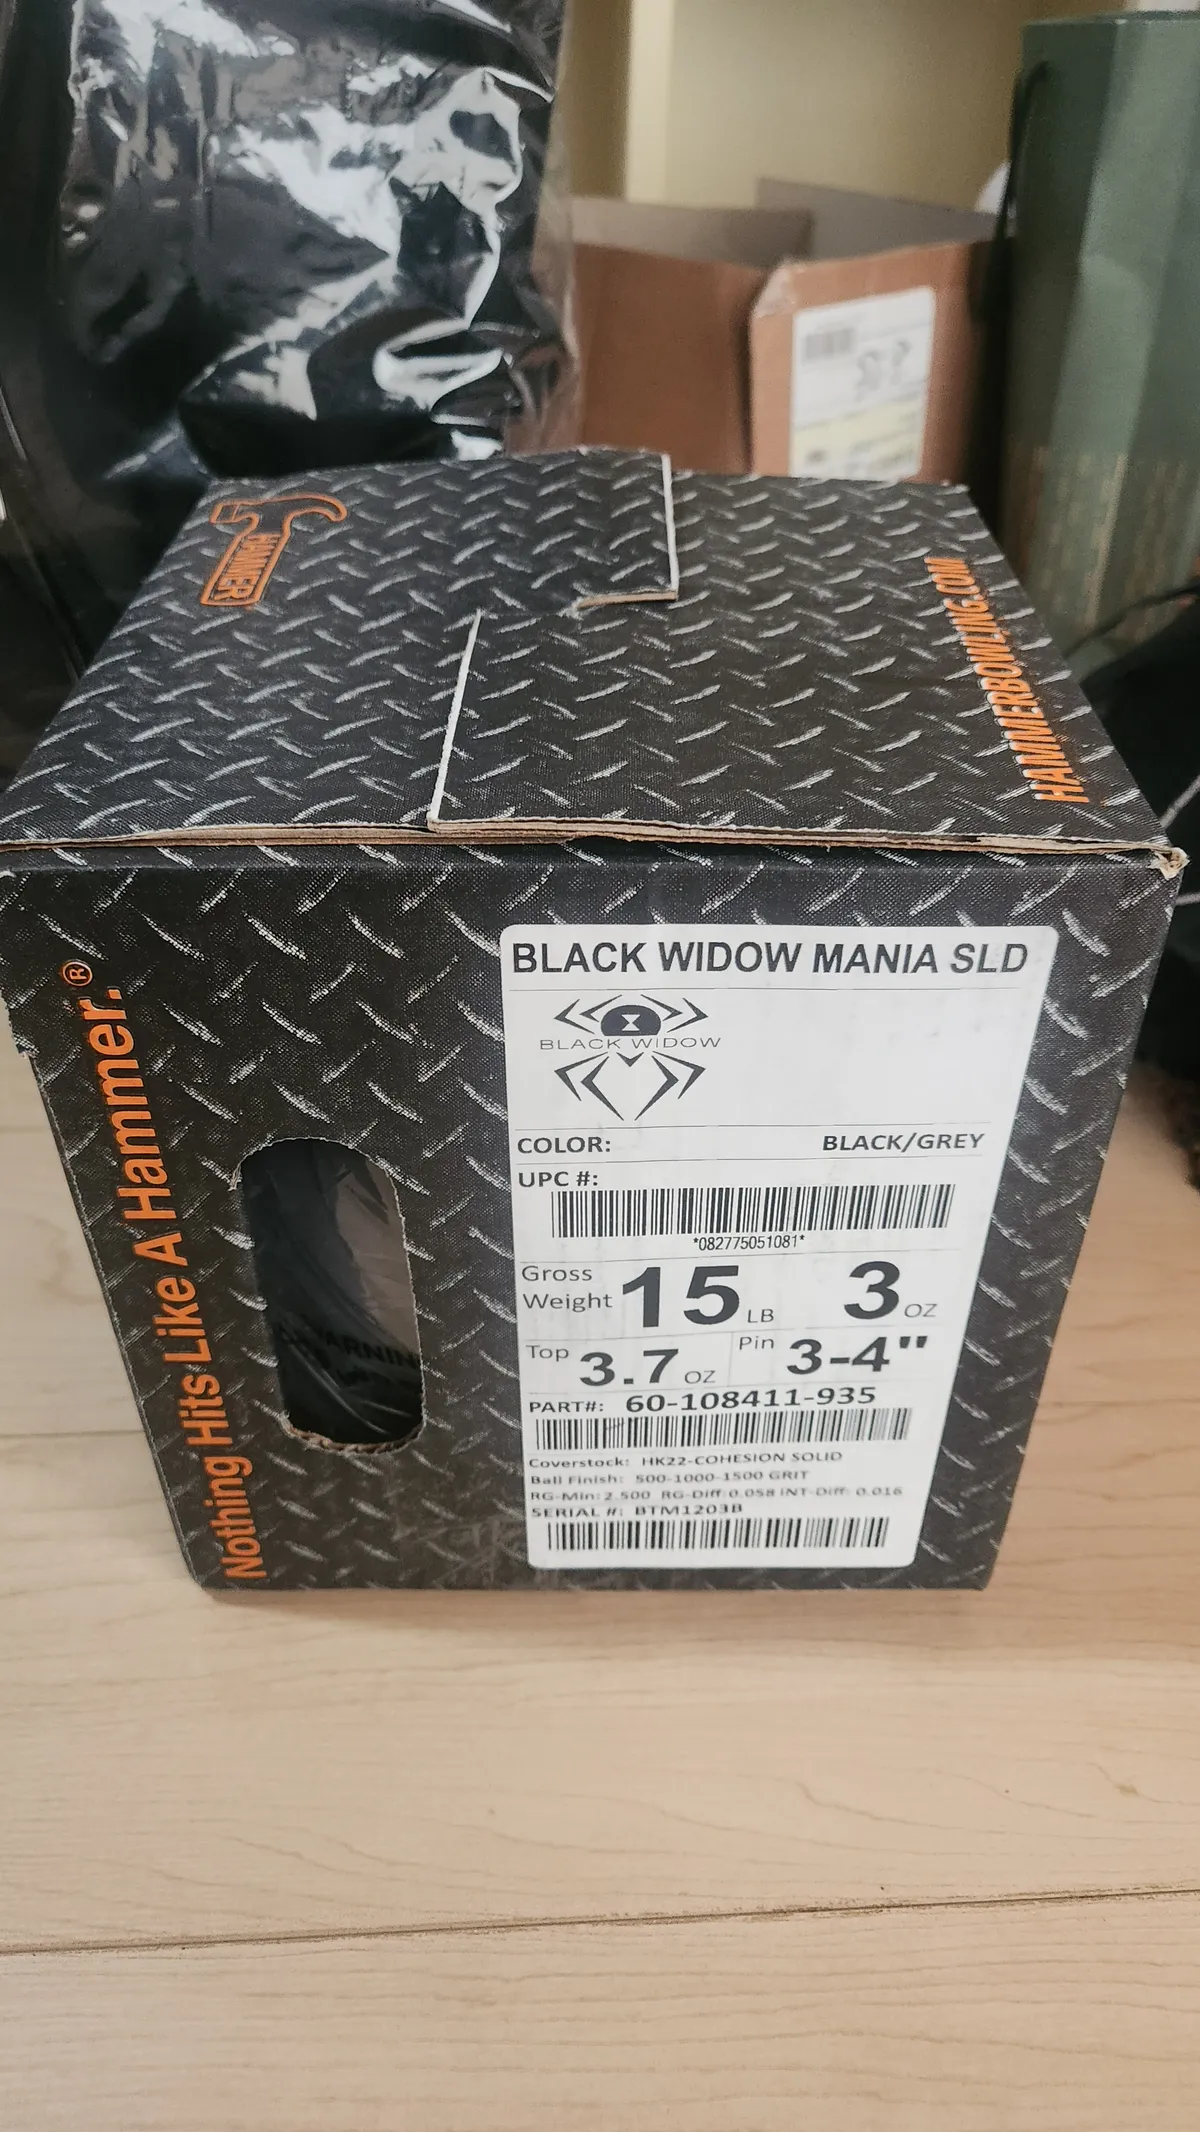 HAMMER
HAMMERBOWLING.COM
Nothing Hits Like A Hammer.®
WARNING
BLACK WIDOW MANIA SLD
BLACK WIDOW
COLOR: BLACK/GREY
UPC #:
*082775051081*
Gross Weight 15 LB 3 OZ
Top 3.7 OZ Pin 3-4"
PART#: 60-108411-935
Coverstock: HK22-COHESION SOLID
Ball Finish: 500-1000-1500 GRIT
RG-Min: 2.500 RG-Diff: 0.058 INT-Diff: 0.016
SERIAL #: BTM1203B